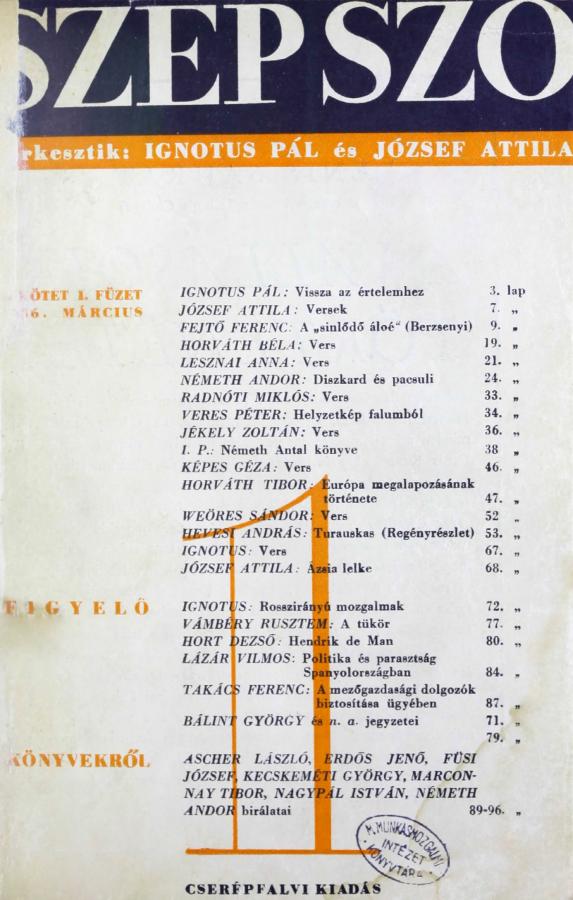 SZÉP SZÓ
rkesztik: IGNOTUS PÁL és JÓZSEF ATTILA
ÖTET I. FÜZET
36. MÁRCIUS
IGNOTUS PÁL: Vissza az értelemhez 3. lap
JÓZSEF ATTILA: Versek 7. „
FEJTŐ FERENC: A „sinlődő áloé“ (Berzsenyi) 9. „
HORVÁTH BÉLA: Vers 19. „
LESZNAI ANNA: Vers 21. „
NÉMETH ANDOR: Diszkard és pacsuli 24. „
RADNÓTI MIKLÓS: Vers 33. „
VERES PÉTER: Helyzetkép falumból 34. „
JÉKELY ZOLTÁN: Vers 36. „
I. P.: Németh Antal könyve 38 „
KÉPES GÉZA: Vers 46. „
HORVÁTH TIBOR: Európa megalapozásának
története 47. „
WEÖRES SÁNDOR: Vers 52 „
HEVESI ANDRÁS: Turauskas (Regényrészlet) 53. „
IGNOTUS: Vers 67. „
JÓZSEF ATTILA: Ázsia lelke 68. „
FIGYELŐ
IGNOTUS: Rosszirányú mozgalmak 72. „
VÁMBÉRY RUSZTEM: A tükör 77. „
HORT DEZSŐ: Hendrik de Man 80. „
LÁZÁR VILMOS: Politika és parasztság
Spanyolországban 84. „
TAKÁCS FERENC: A mezőgazdasági dolgozók
biztosítása ügyében 87. „
BÁLINT GYÖRGY és n. a. jegyzetei 71. „
79. „
KÖNYVEKRŐL
ASCHER LÁSZLÓ, ERDŐS JENŐ, FÜSI
JÓZSEF, KECSKEMÉTI GYÖRGY, MARCON-
NAY TIBOR, NAGYPÁL ISTVÁN, NÉMETH
ANDOR birálatai 89-96. „
1
M. MUNKÁSMOZGALMI
INTÉZET
KÖNYVTÁRA
CSERÉPFALVI KIADÁS